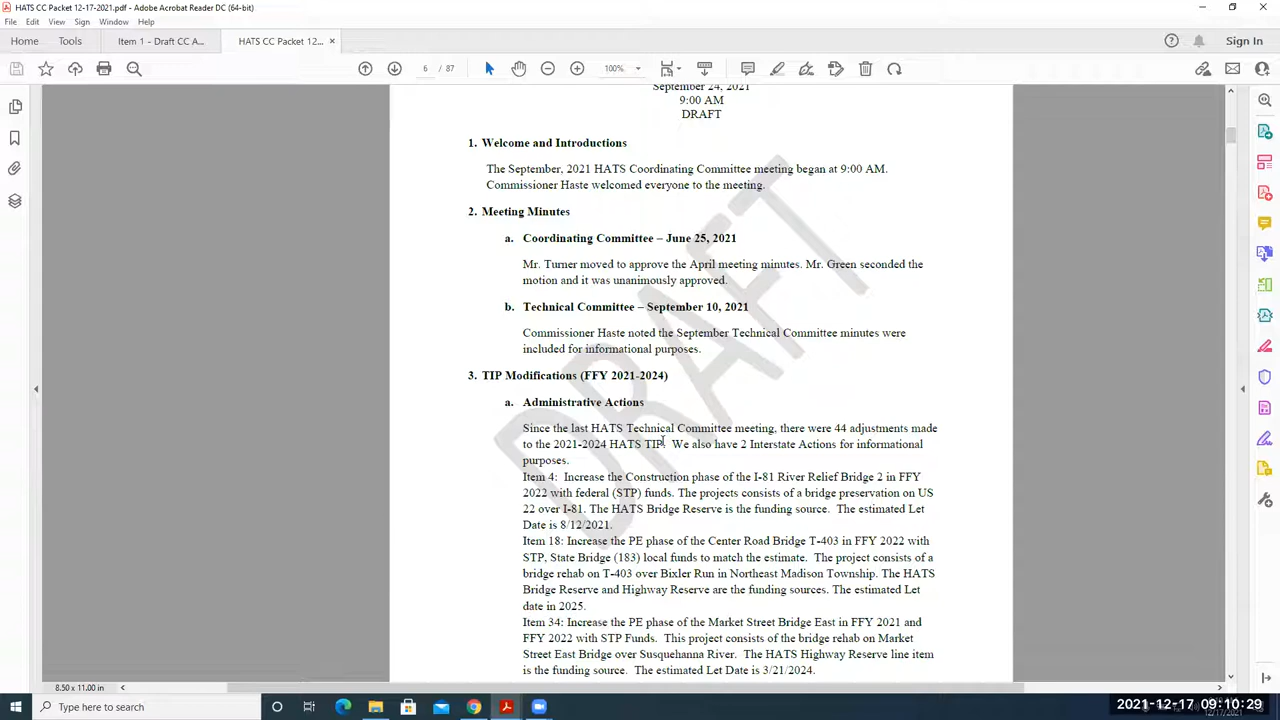 HATS CC Packet 12-17-2021.pdf - Adobe Acrobat Reader DC (64-bit)
File Edit View Sign Window Help
Home Tools Item 1 - Draft CC A... HATS CC Packet 12... × Sign In
6 / 87 100%
September 24, 2021
9:00 AM
DRAFT
1. Welcome and Introductions
The September, 2021 HATS Coordinating Committee meeting began at 9:00 AM.
Commissioner Haste welcomed everyone to the meeting.
2. Meeting Minutes
a. Coordinating Committee – June 25, 2021
Mr. Turner moved to approve the April meeting minutes. Mr. Green seconded the
motion and it was unanimously approved.
b. Technical Committee – September 10, 2021
Commissioner Haste noted the September Technical Committee minutes were
included for informational purposes.
3. TIP Modifications (FFY 2021-2024)
a. Administrative Actions
Since the last HATS Technical Committee meeting, there were 44 adjustments made
to the 2021-2024 HATS TIP. We also have 2 Interstate Actions for informational
purposes.
Item 4: Increase the Construction phase of the I-81 River Relief Bridge 2 in FFY
2022 with federal (STP) funds. The projects consists of a bridge preservation on US
22 over I-81. The HATS Bridge Reserve is the funding source. The estimated Let
Date is 8/12/2021.
Item 18: Increase the PE phase of the Center Road Bridge T-403 in FFY 2022 with
STP, State Bridge (183) local funds to match the estimate. The project consists of a
bridge rehab on T-403 over Bixler Run in Northeast Madison Township. The HATS
Bridge Reserve and Highway Reserve are the funding sources. The estimated Let
date in 2025.
Item 34: Increase the PE phase of the Market Street Bridge East in FFY 2021 and
FFY 2022 with STP Funds. This project consists of the bridge rehab on Market
Street East Bridge over Susquehanna River. The HATS Highway Reserve line item
is the funding source. The estimated Let Date is 3/21/2024.
DRAFT
8.50 x 11.00 in
Type here to search
2021-12-17 09:10:29